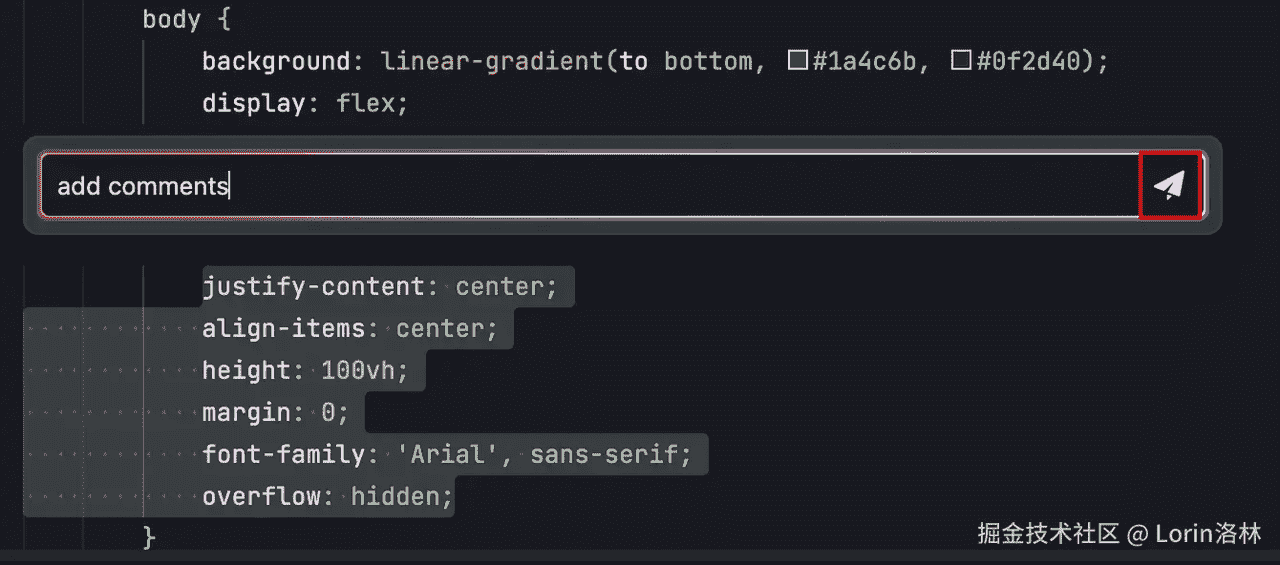 body {
background: linear-gradient(to bottom, #1a4c6b, #0f2d40);
display: flex;
add comments
justify-content: center;
align-items: center;
height: 100vh;
margin: 0;
font-family: 'Arial', sans-serif;
overflow: hidden;
}
掘金技术社区 @ Lorin洛林